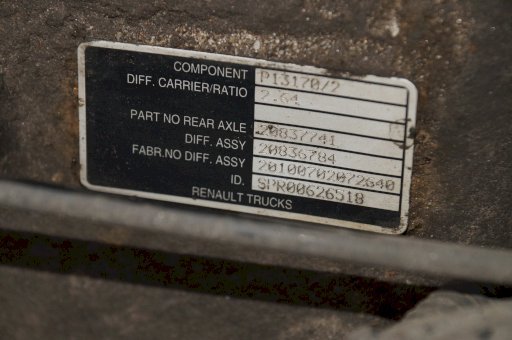 COMPONENT P13170/2
DIFF. CARRIER/RATIO 2.64
PART NO REAR AXLE
DIFF. ASSY 20837741
FABR.NO DIFF. ASSY 20836784
ID. 20100702072640
RENAULT TRUCKS SPR00626518